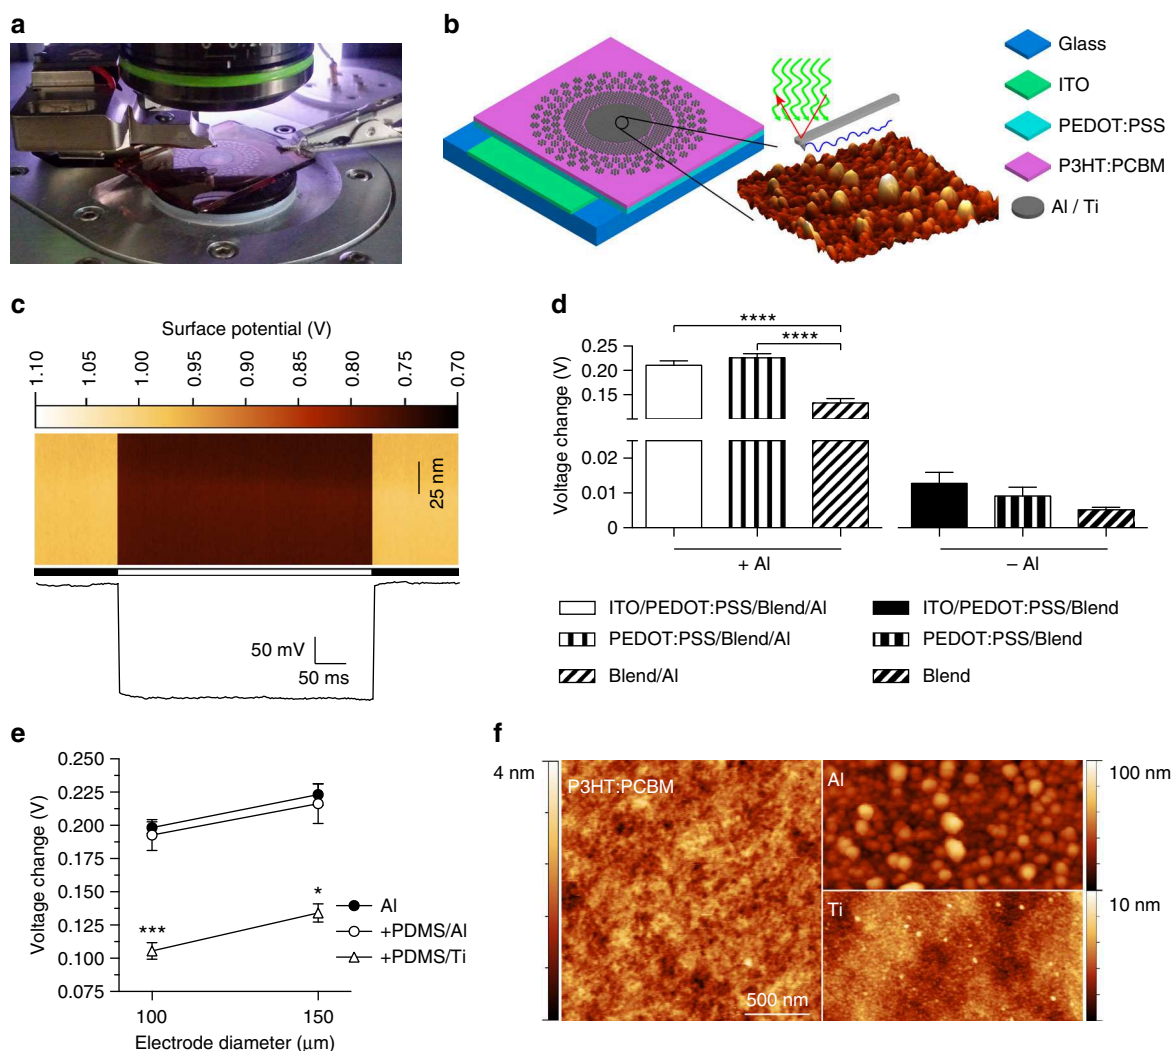 a
b
Glass
ITO
PEDOT:PSS
P3HT:PCBM
Al / Ti
c
Surface potential (V)
1.10 1.05 1.00 0.95 0.90 0.85 0.80 0.75 0.70
25 nm
50 mV
50 ms
d
****
****
Voltage change (V)
0.25
0.20
0.15
0.02
0.01
0
+ Al
– Al
ITO/PEDOT:PSS/Blend/Al
PEDOT:PSS/Blend/Al
Blend/Al
ITO/PEDOT:PSS/Blend
PEDOT:PSS/Blend
Blend
e
Voltage change (V)
0.250
0.225
0.200
0.175
0.150
0.125
0.100
0.075
***
*
Al
+PDMS/Al
+PDMS/Ti
100 150
Electrode diameter (μm)
f
4 nm
P3HT:PCBM
500 nm
Al
100 nm
Ti
10 nm